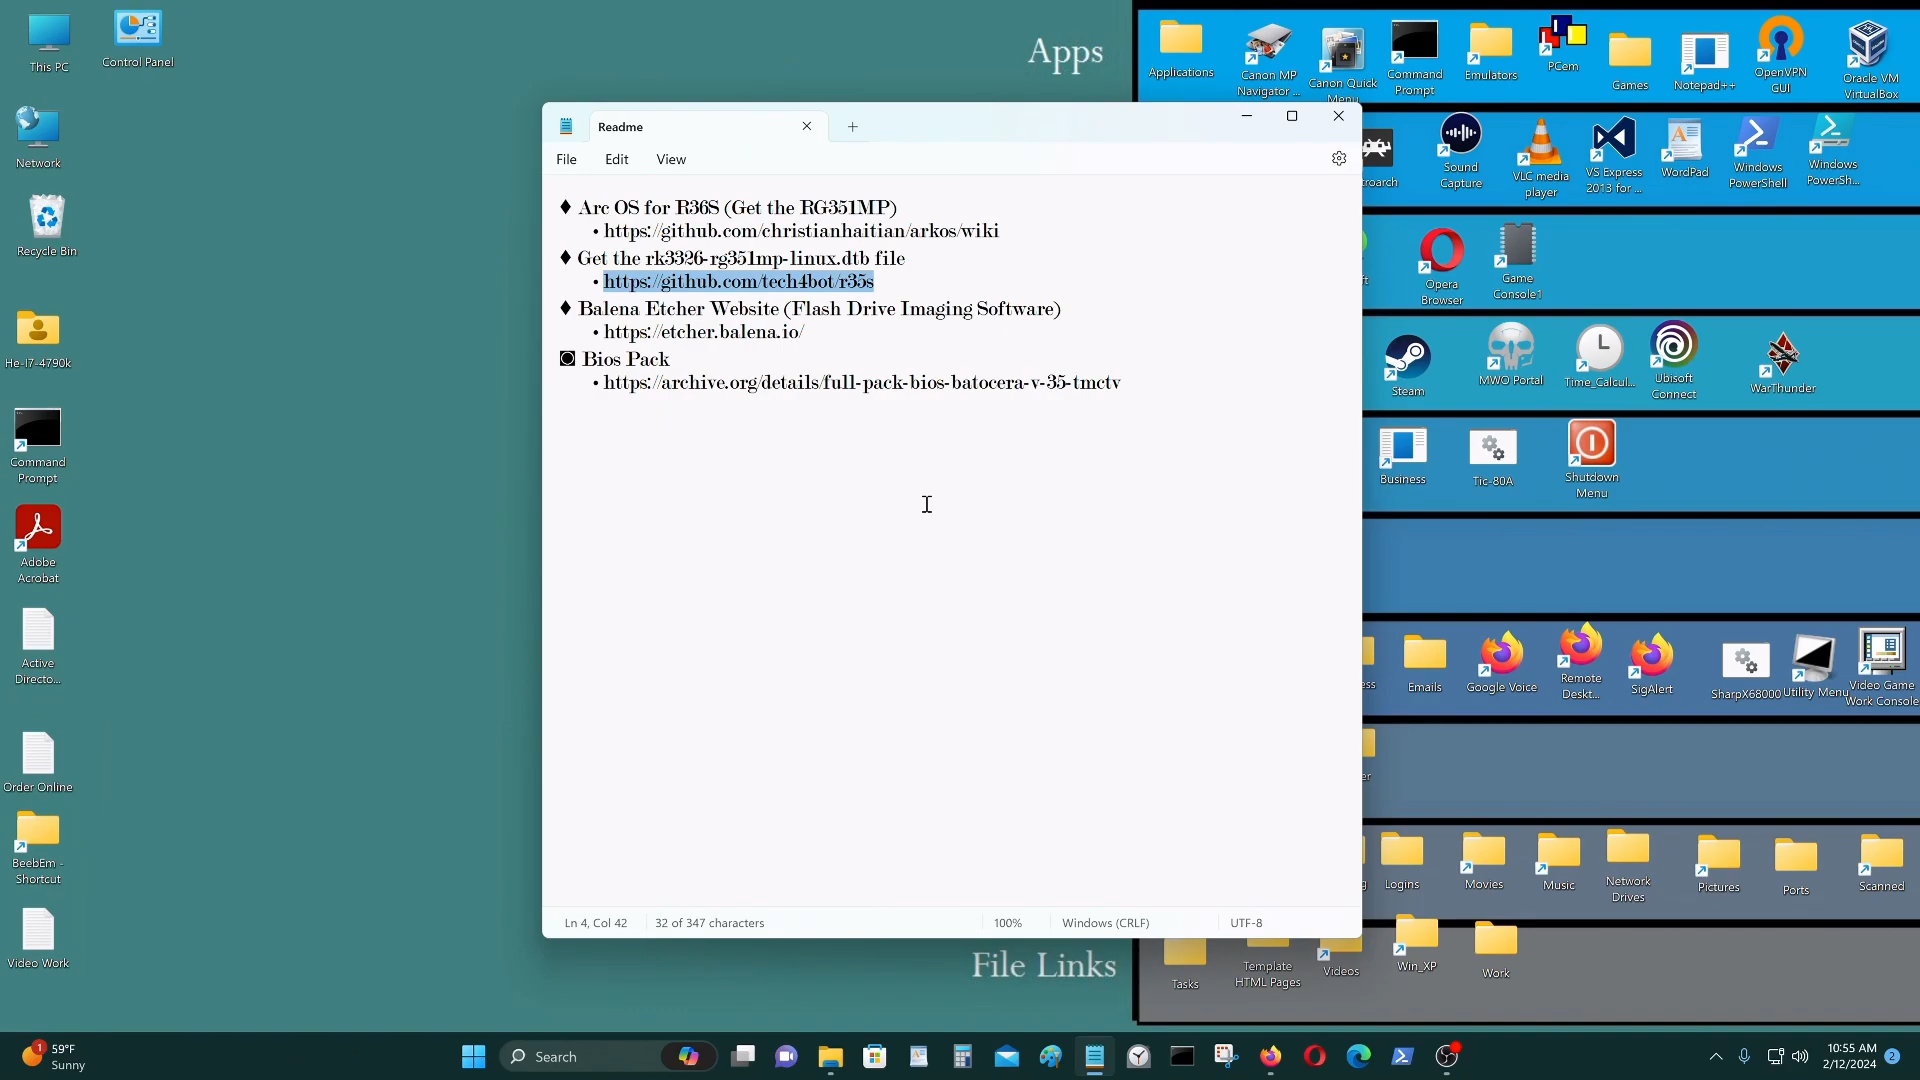 This PC
Control Panel
Network
Recycle Bin
He-I7-4790k
Command
Prompt
Adobe
Acrobat
Active
Directo...
Order Online
BeebEm -
Shortcut
Video Work
Apps
Applications
Canon MP
Navigator ...
Canon Quick
Menu
Command
Prompt
Emulators
PCem
Games
Notepad++
OpenVPN
GUI
Oracle VM
VirtualBox
Readme
File
Edit
View
♦ Arc OS for R36S (Get the RG351MP)
• https://github.com/christianhaitian/arkos/wiki
♦ Get the rk3326-rg351mp-linux.dtb file
• https://github.com/tech4bot/r35s
♦ Balena Etcher Website (Flash Drive Imaging Software)
• https://etcher.balena.io/
◙ Bios Pack
• https://archive.org/details/full-pack-bios-batocera-v-35-tmctv
Ln 4, Col 42
32 of 347 characters
100%
Windows (CRLF)
UTF-8
troarch
Sound
Capture
VLC media
player
VS Express
2013 for ...
WordPad
Windows
PowerShell
Windows
PowerSh...
ft
Opera
Browser
Game
Console1
Steam
MWO Portal
Time_Calcul...
Ubisoft
Connect
WarThunder
Business
Tic-80A
Shutdown
Menu
ess
Emails
Google Voice
Remote
Deskt...
SigAlert
SharpX68000
Utility Menu
Video Game
Work Console
er
g
Logins
Movies
Music
Network
Drives
Pictures
Ports
Scanned
File Links
Tasks
Template
HTML Pages
Videos
Win_XP
Work
1
59°F
Sunny
Search
10:55 AM
2/12/2024
2